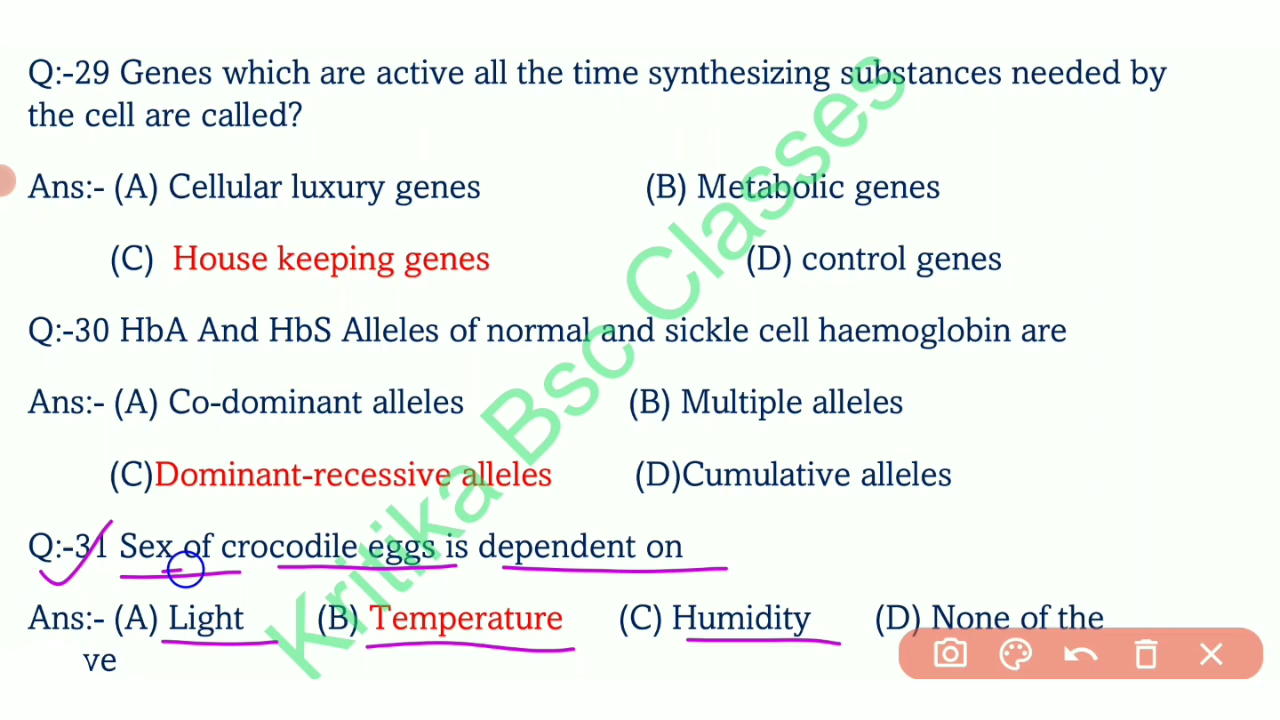 Q:-29 Genes which are active all the time synthesizing substances needed by
the cell are called?
Ans:- (A) Cellular luxury genes (B) Metabolic genes
(C) House keeping genes (D) control genes
Q:-30 HbA And HbS Alleles of normal and sickle cell haemoglobin are
Ans:- (A) Co-dominant alleles (B) Multiple alleles
(C)Dominant-recessive alleles (D)Cumulative alleles
Q:-31 Sex of crocodile eggs is dependent on
Ans:- (A) Light (B) Temperature (C) Humidity (D) None of the
ve
Kritika Bsc Classes